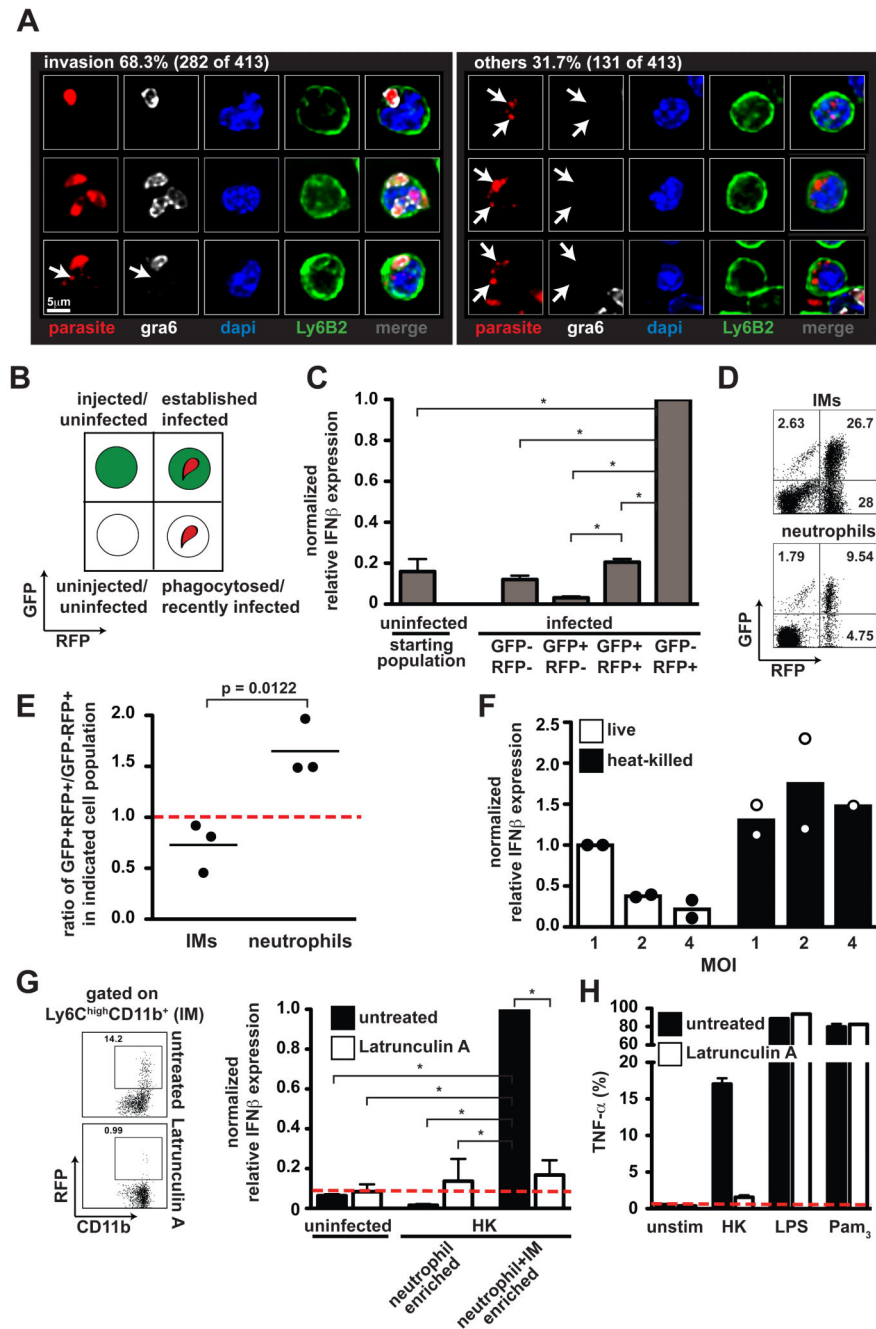 A
invasion 68.3% (282 of 413)
others 31.7% (131 of 413)
5μm
parasite gra6 dapi Ly6B2 merge
parasite gra6 dapi Ly6B2 merge
B
injected/
uninfected
established
infected
uninjected/
uninfected
phagocytosed/
recently infected
GFP
RFP
C
normalized
relative IFNβ expression
1.0
0.8
0.6
0.4
0.2
0
*
*
*
*
*
uninfected
starting
population
infected
GFP- GFP+ GFP+ GFP-
RFP- RFP- RFP+ RFP+
D
IMs
2.63 26.7
28
neutrophils
1.79 9.54
4.75
GFP
RFP
E
p = 0.0122
ratio of GFP+RFP+/GFP-RFP+
in indicated cell population
2.0
1.5
1.0
0.5
0.0
IMs neutrophils
F
live
heat-killed
normalized
relative IFNβ expression
2.5
2.0
1.5
1.0
0.5
0.0
1 2 4 1 2 4
MOI
G
gated on
Ly6ChighCD11b+ (IM)
14.2
untreated
0.99
Latrunculin A
RFP
CD11b
untreated
Latrunculin A
normalized
relative IFNβ expression
1.0
0.8
0.6
0.4
0.2
0
*
*
*
*
*
uninfected
HK
neutrophil
enriched
neutrophil+IM
enriched
H
untreated
Latrunculin A
TNF-α (%)
100
80
60
40
20
15
10
5
0
unstim HK LPS Pam3